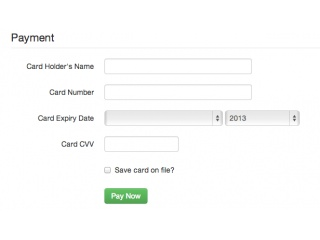 Payment
Card Holder's Name
Card Number
Card Expiry Date 2013
Card CVV
Save card on file?
Pay Now